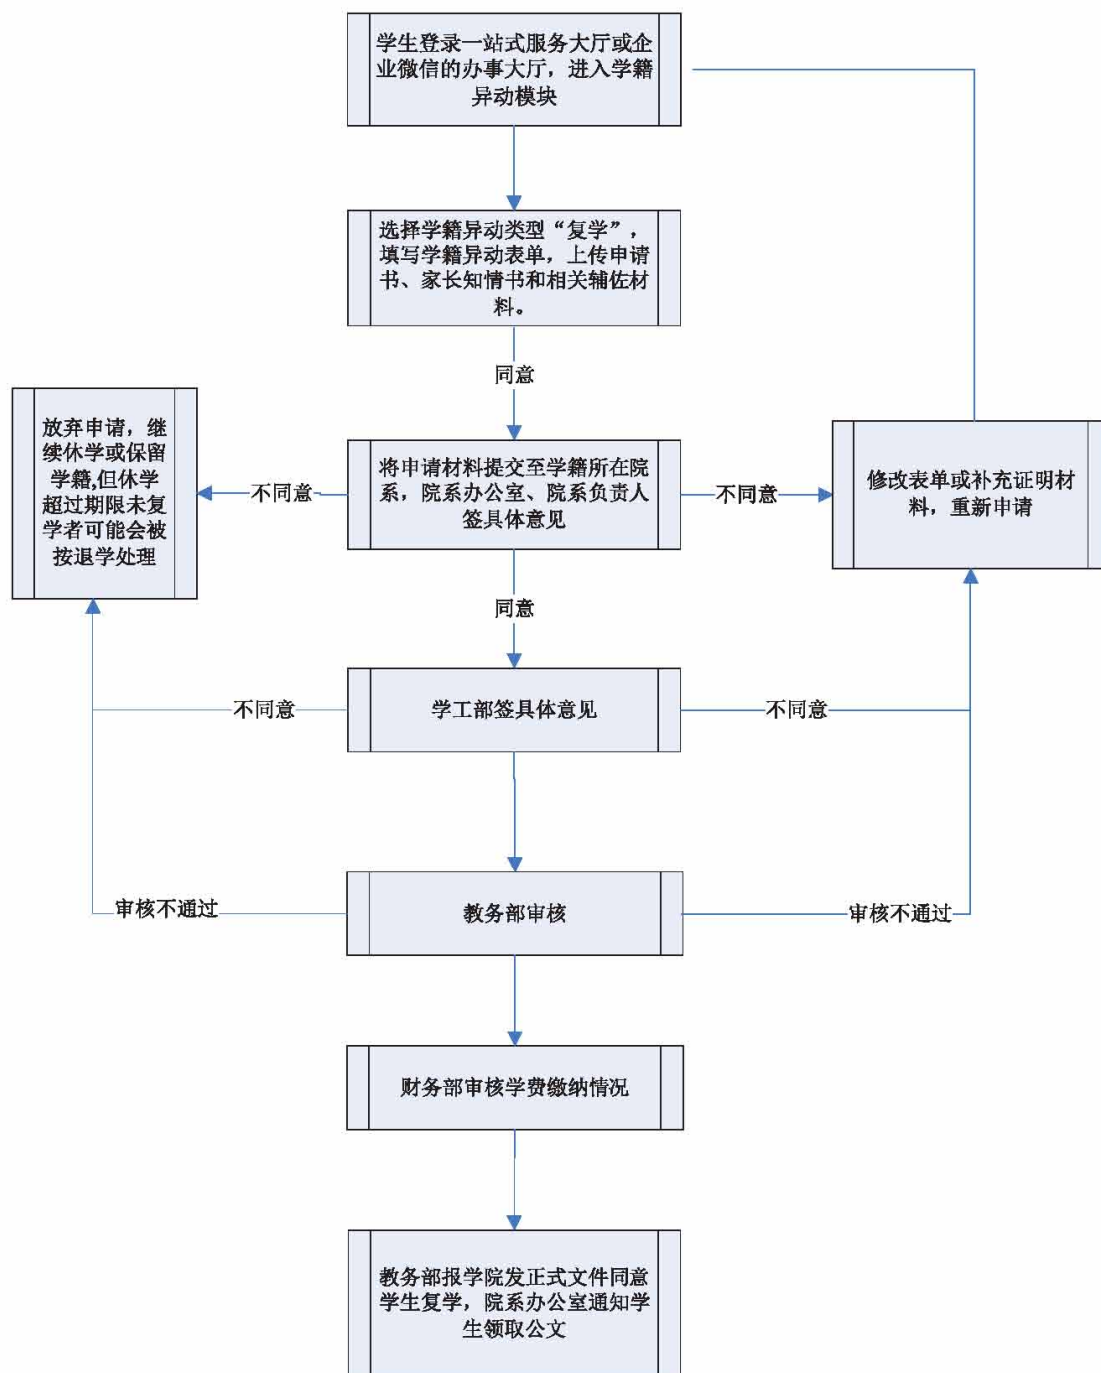 学生登录一站式服务大厅或企
业微信的办事大厅，进入学籍
异动模块
选择学籍异动类型“复学”，
填写学籍异动表单，上传申请
书、家长知情书和相关辅佐材
料。
同意
放弃申请，继
续休学或保留
学籍,但休学
超过期限未复
学者可能会被
按退学处理
不同意
将申请材料提交至学籍所在院
系，院系办公室、院系负责人
签具体意见
不同意
修改表单或补充证明材
料，重新申请
同意
不同意
学工部签具体意见
不同意
审核不通过
教务部审核
审核不通过
财务部审核学费缴纳情况
教务部报学院发正式文件同意
学生复学，院系办公室通知学
生领取公文